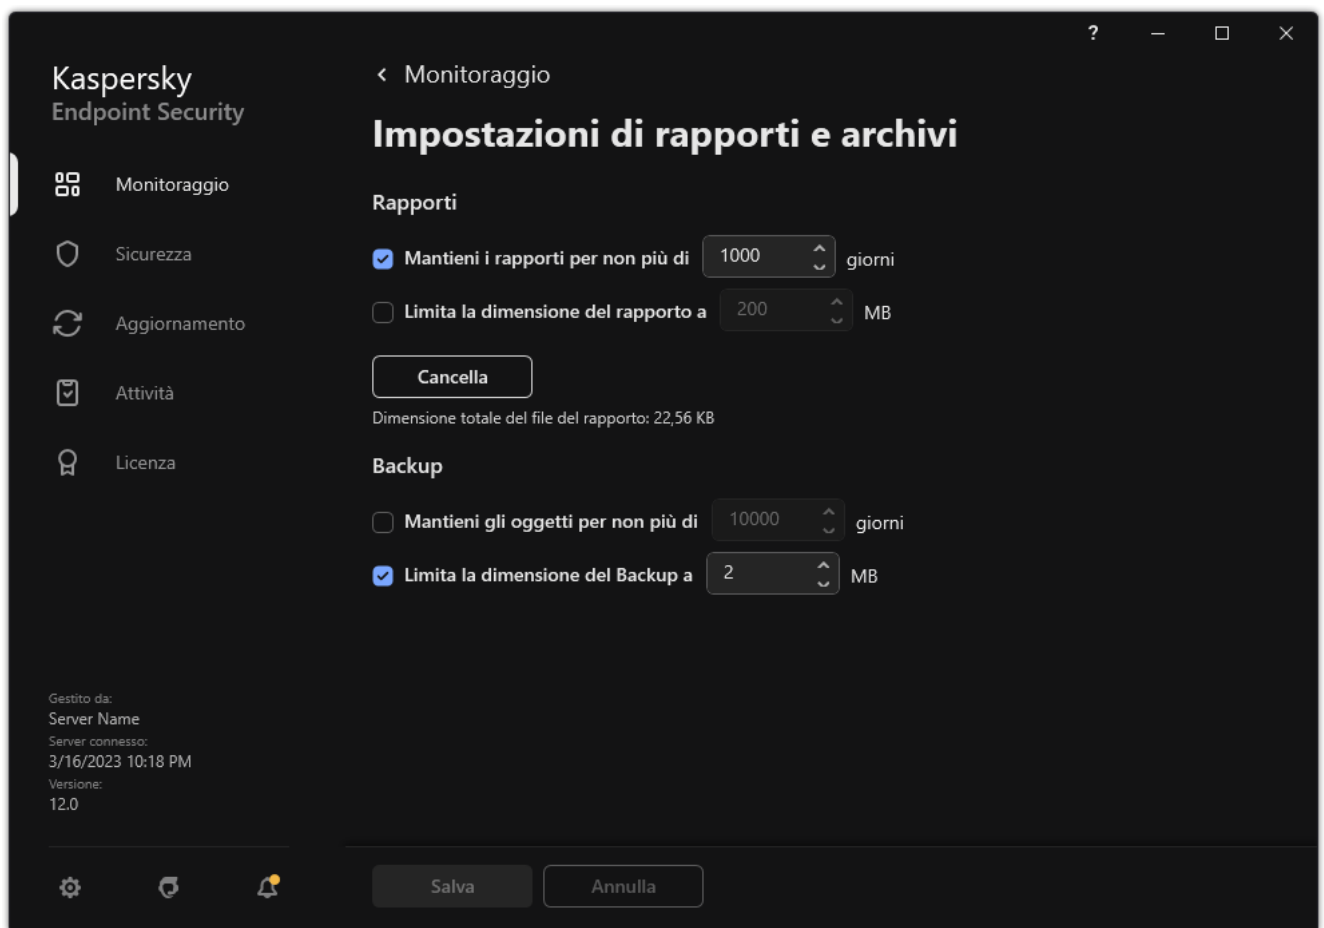 ?
Kaspersky
Endpoint Security
Monitoraggio
Sicurezza
Aggiornamento
Attività
Licenza
Gestito da:
Server Name
Server connesso:
3/16/2023 10:18 PM
Versione:
12.0
Monitoraggio
Impostazioni di rapporti e archivi
Rapporti
Mantieni i rapporti per non più di 1000 giorni
Limita la dimensione del rapporto a 200 MB
Cancella
Dimensione totale del file del rapporto: 22,56 KB
Backup
Mantieni gli oggetti per non più di 10000 giorni
Limita la dimensione del Backup a 2 MB
Salva Annulla